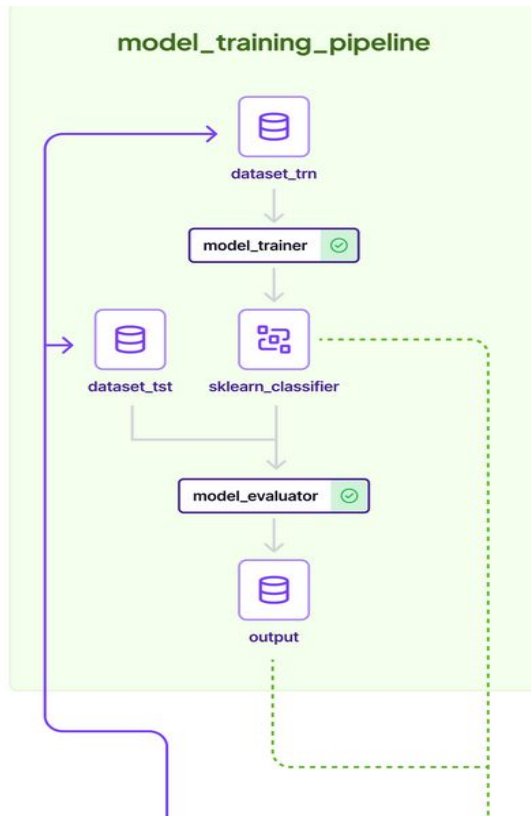 model_training_pipeline
dataset_trn
model_trainer
dataset_tst
sklearn_classifier
model_evaluator
output